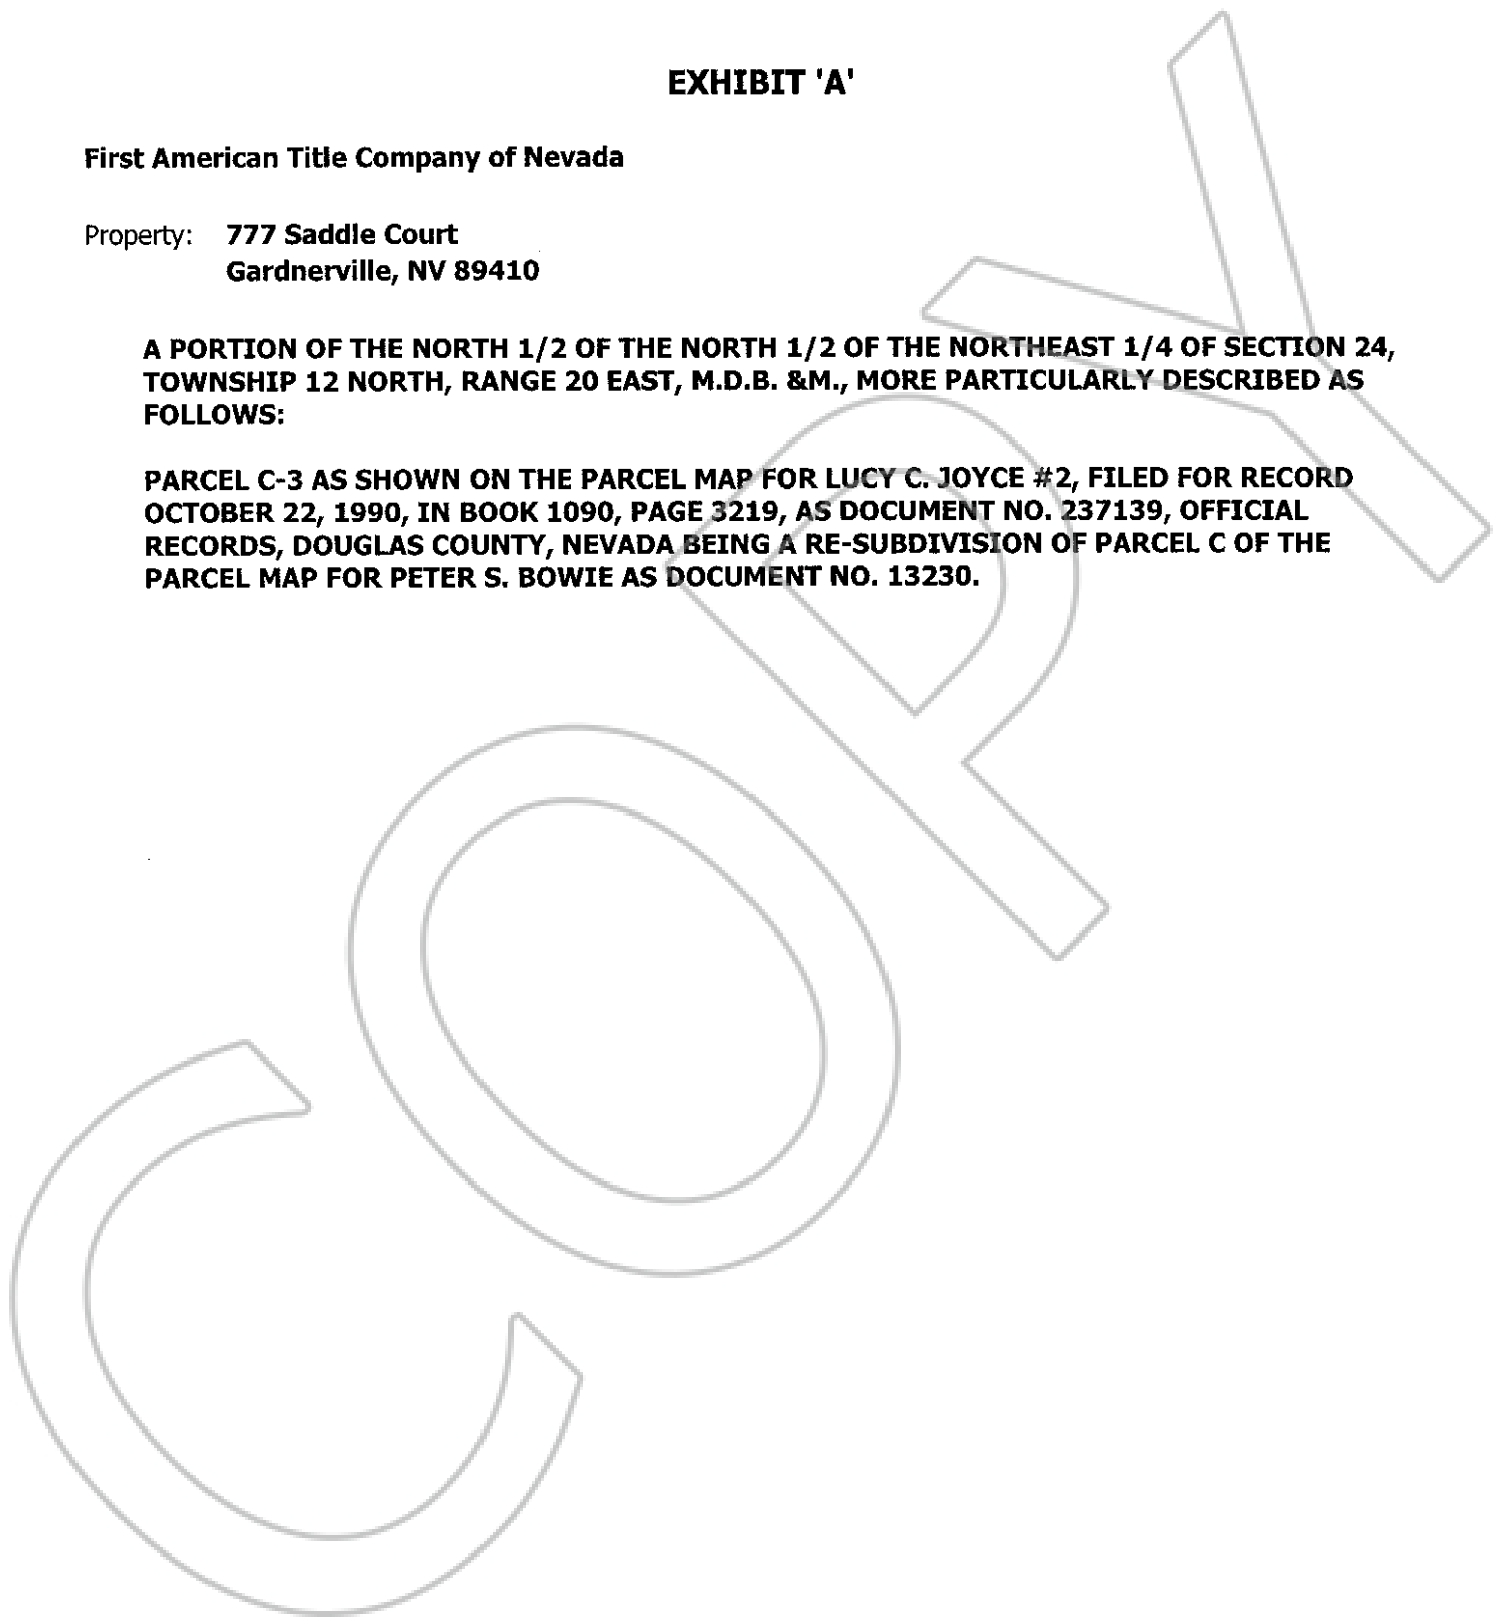 EXHIBIT 'A'
First American Title Company of Nevada
Property: 777 Saddle Court
Gardnerville, NV 89410
A PORTION OF THE NORTH 1/2 OF THE NORTH 1/2 OF THE NORTHEAST 1/4 OF SECTION 24,
TOWNSHIP 12 NORTH, RANGE 20 EAST, M.D.B. &M., MORE PARTICULARLY DESCRIBED AS
FOLLOWS:
PARCEL C-3 AS SHOWN ON THE PARCEL MAP FOR LUCY C. JOYCE #2, FILED FOR RECORD
OCTOBER 22, 1990, IN BOOK 1090, PAGE 3219, AS DOCUMENT NO. 237139, OFFICIAL
RECORDS, DOUGLAS COUNTY, NEVADA BEING A RE-SUBDIVISION OF PARCEL C OF THE
PARCEL MAP FOR PETER S. BOWIE AS DOCUMENT NO. 13230.
COPY